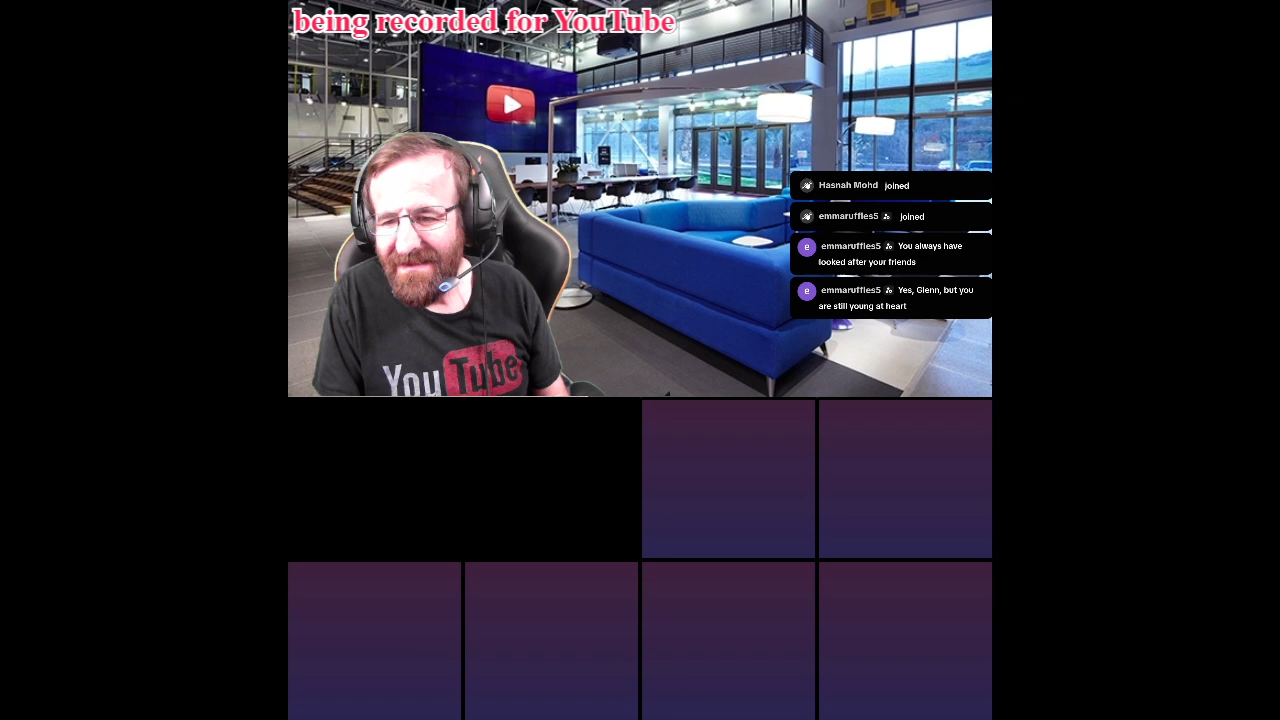 being recorded for YouTube
Hasnah Mohd joined
emmaruffles5 joined
emmaruffles5 You always have
looked after your friends
e
emmaruffles5 Yes, Glenn, but you
are still young at heart
e
YouTube